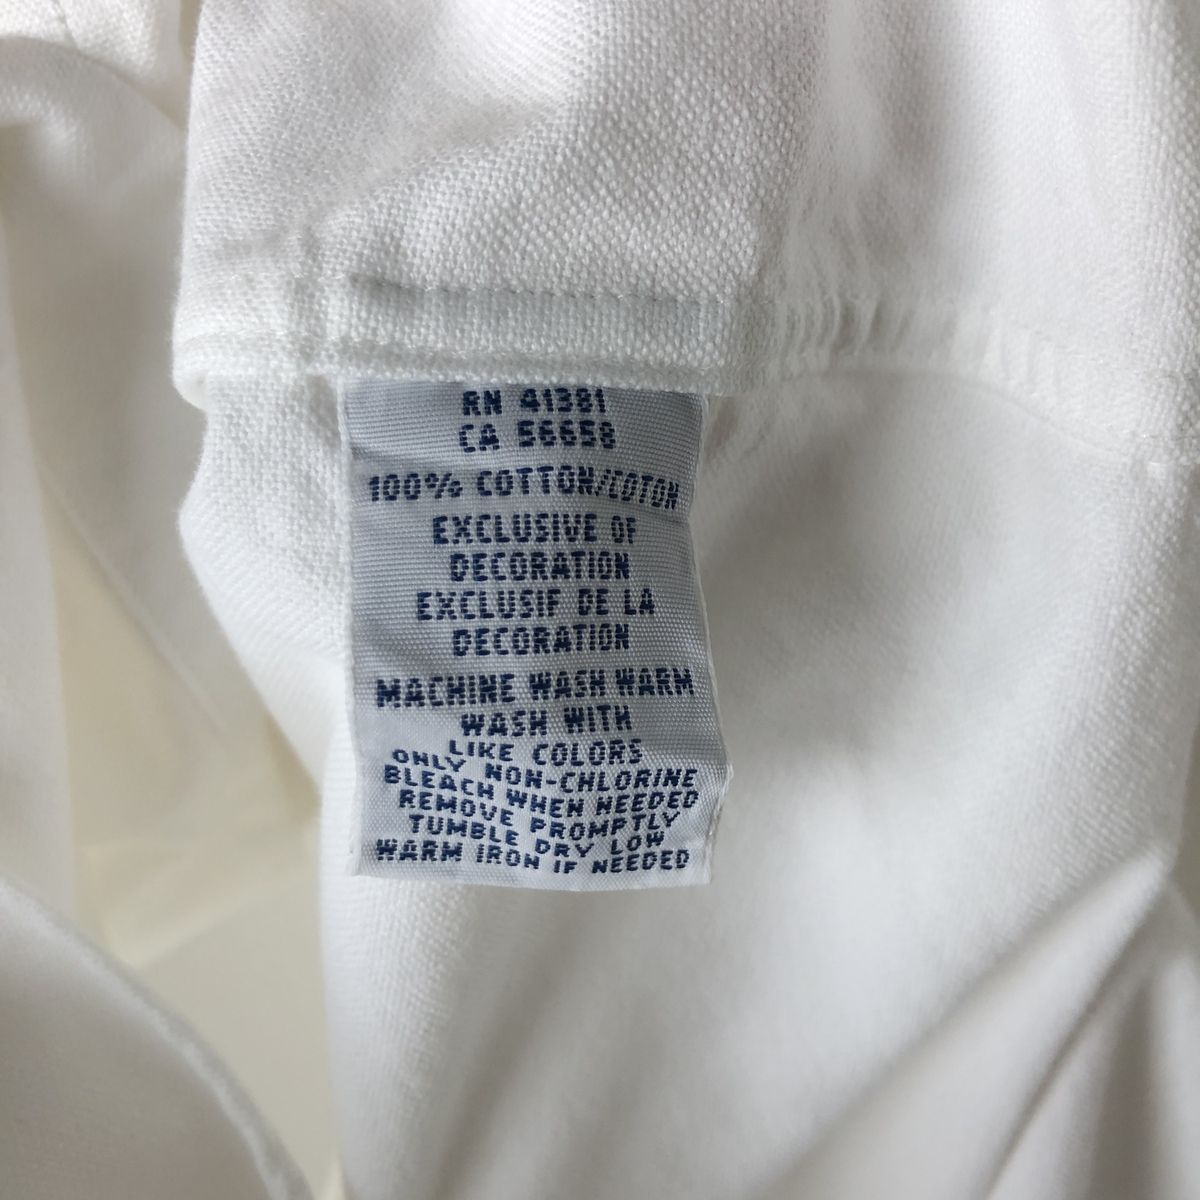 RN 41381
CA 56658
100% COTTON/COTON
EXCLUSIVE OF
DECORATION
EXCLUSIF DE LA
DECORATION
MACHINE WASH WARM
WASH WITH
LIKE COLORS
ONLY NON-CHLORINE
BLEACH WHEN NEEDED
REMOVE PROMPTLY
TUMBLE DRY LOW
WARM IRON IF NEEDED